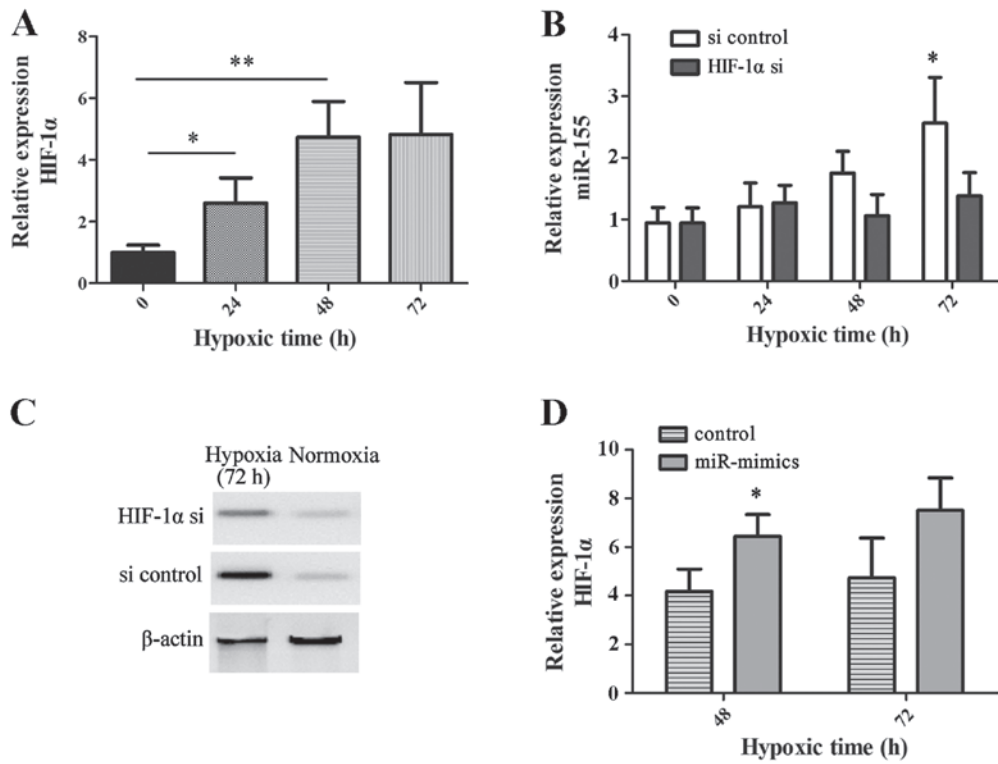 A
Relative expression
HIF-1α
8
6
4
2
0
*
**
0
24
48
72
Hypoxic time (h)
B
si control
HIF-1α si
Relative expression
miR-155
4
3
2
1
0
*
0
24
48
72
Hypoxic time (h)
C
Hypoxia Normoxia
(72 h)
HIF-1α si
si control
β-actin
D
control
miR-mimics
Relative expression
HIF-1α
10
8
6
4
2
0
*
48
72
Hypoxic time (h)